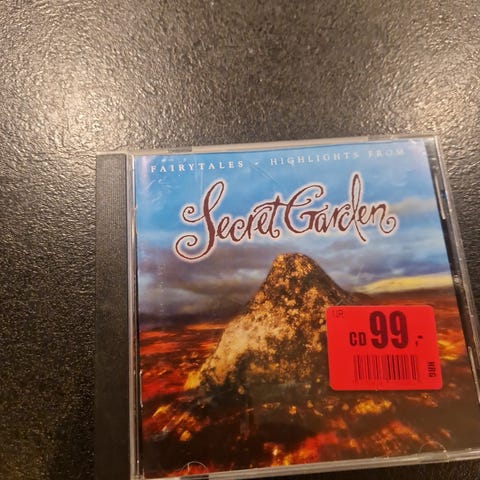 FAIRYTALES - HIGHLIGHTS FROM
Secret Garden
CD 99.-